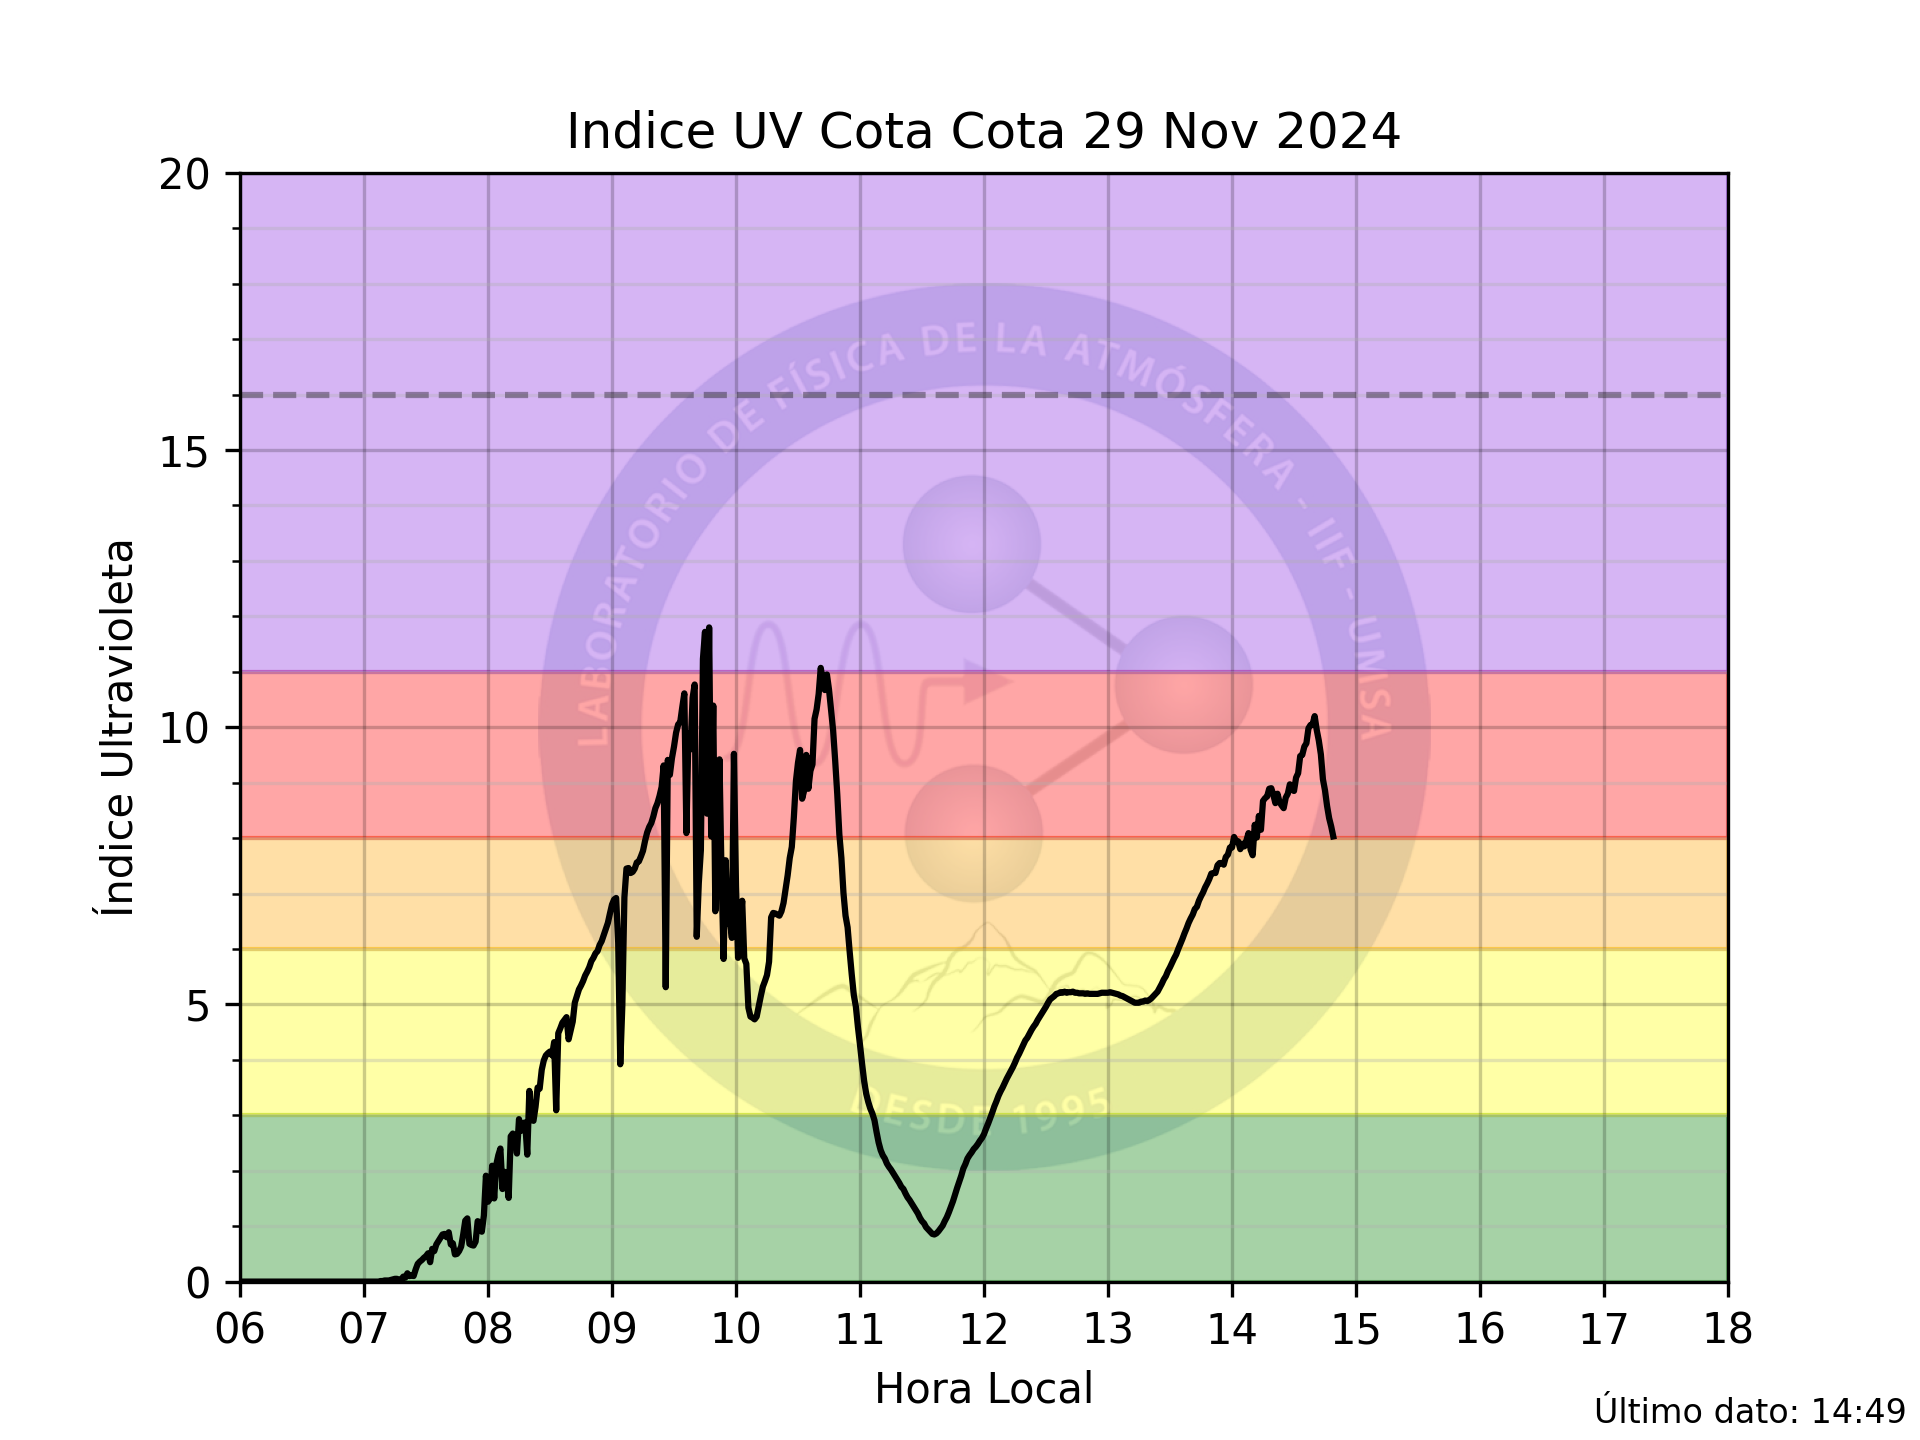 Indice UV Cota Cota 29 Nov 2024
20
15
10
5
0
Índice Ultravioleta
LABORATORIO DE FÍSICA DE LA ATMÓSFERA - IIF - UMSA
DESDE 1995
06 07 08 09 10 11 12 13 14 15 16 17 18
Hora Local
Último dato: 14:49